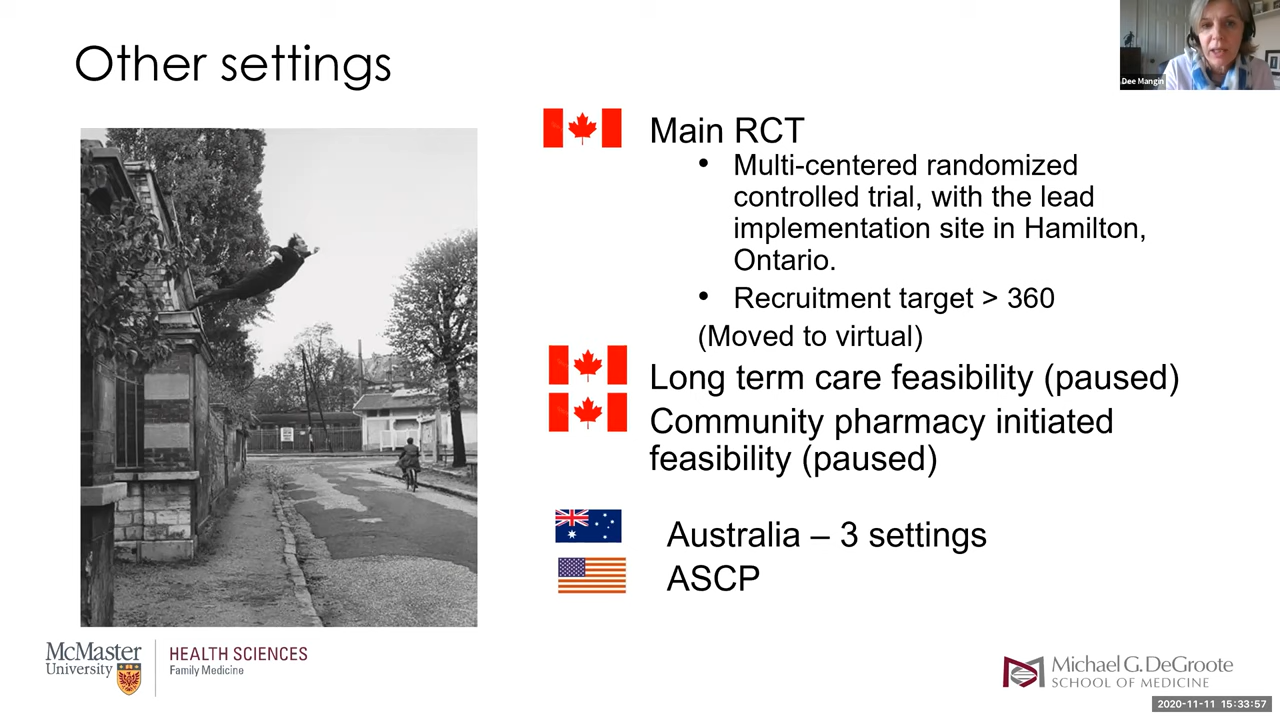 Other settings
Dee Mangin
Main RCT
• Multi-centered randomized
controlled trial, with the lead
implementation site in Hamilton,
Ontario.
• Recruitment target > 360
(Moved to virtual)
Long term care feasibility (paused)
Community pharmacy initiated
feasibility (paused)
Australia – 3 settings
ASCP
McMaster
University
HEALTH SCIENCES
Family Medicine
Michael G. DeGroote
SCHOOL OF MEDICINE
2020-11-11 15:33:57